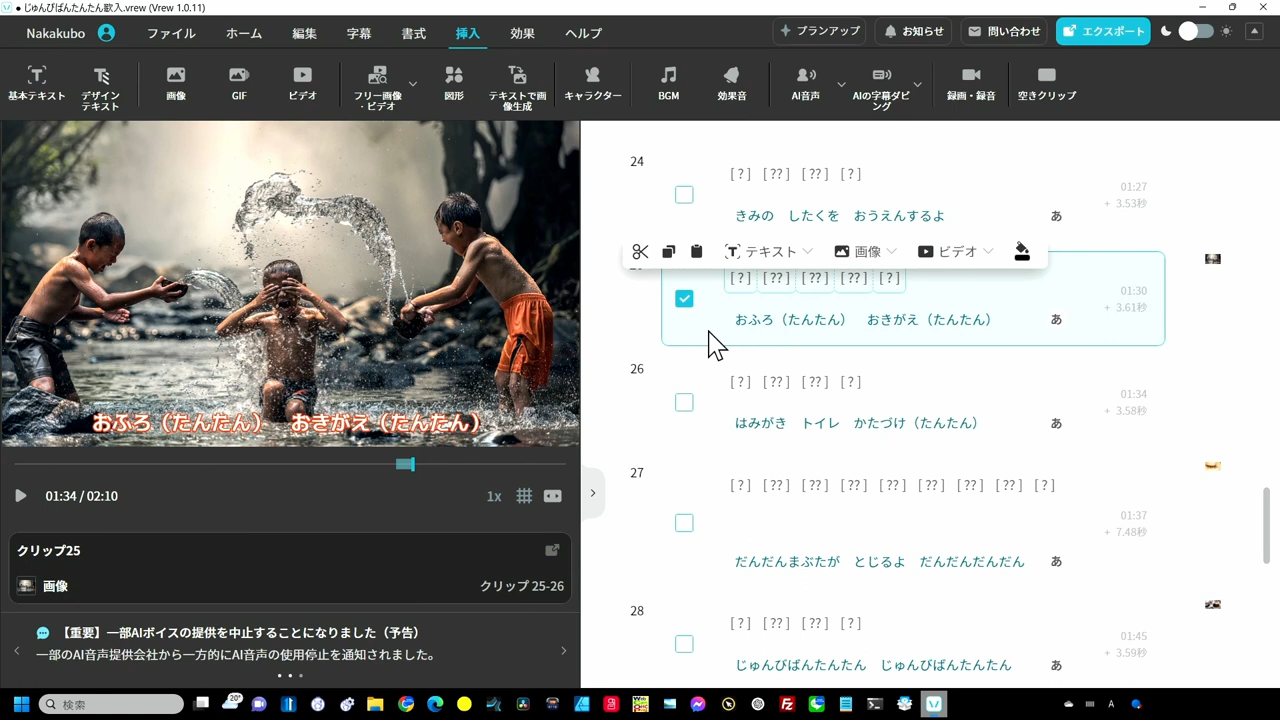 ● じゅんびばんたんたん歌入.vrew (Vrew 1.0.11)
Nakakubo ファイル ホーム 編集 字幕 書式 挿入 効果 ヘルプ プランアップ お知らせ 問い合わせ エクスポート
基本テキスト デザインテキスト 画像 GIF ビデオ フリー画像・ビデオ 図形 テキストで画像生成 キャラクター BGM 効果音 AI音声 AIの字幕ダビング 録画・録音 空きクリップ
おふろ（たんたん）　おきがえ（たんたん）
01:34 / 02:10 1x
クリップ25
画像 クリップ 25-26
【重要】一部AIボイスの提供を中止することになりました（予告）
一部のAI音声提供会社から一方的にAI音声の使用停止を通知されました。
24
[ ? ] [ ?? ] [ ?? ] [ ? ]
01:27
+ 3.53秒
きみの　したくを　おうえんするよ あ
テキスト 画像 ビデオ
[ ? ] [ ?? ] [ ?? ] [ ?? ] [ ? ]
01:30
+ 3.61秒
おふろ（たんたん）　おきがえ（たんたん） あ
26
[ ? ] [ ?? ] [ ?? ] [ ? ]
01:34
+ 3.58秒
はみがき　トイレ　かたづけ（たんたん） あ
27
[ ? ] [ ?? ] [ ?? ] [ ?? ] [ ?? ] [ ?? ] [ ?? ] [ ?? ] [ ? ]
01:37
+ 7.48秒
だんだんまぶたが　とじるよ　だんだんだんだん あ
28
[ ? ] [ ?? ] [ ?? ] [ ? ]
01:45
+ 3.59秒
じゅんびばんたんたん　じゅんびばんたんたん あ
検索 20° A